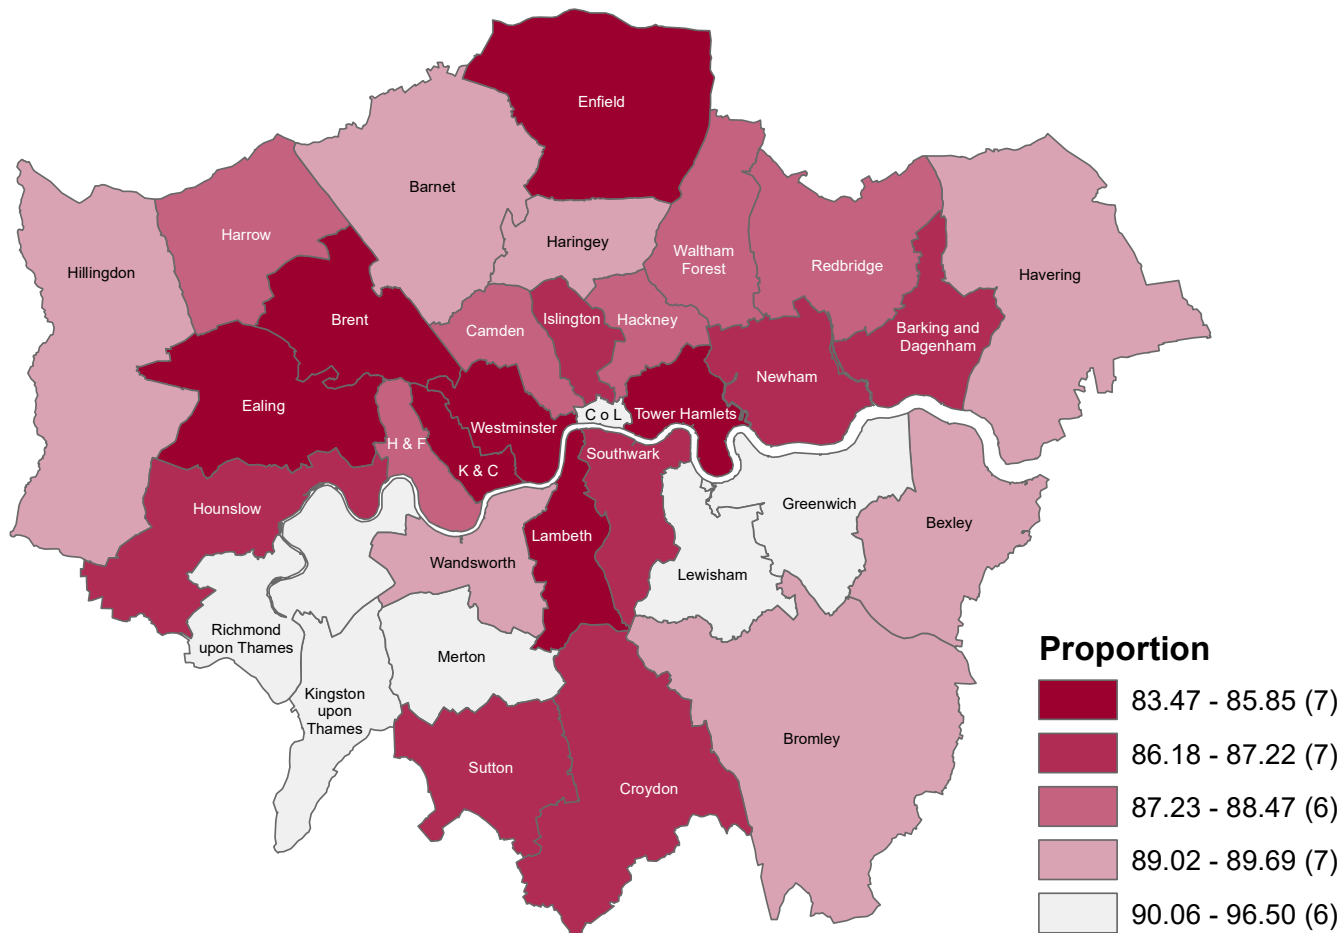 Enfield
Barnet
Harrow
Haringey
Waltham
Forest
Redbridge
Hillingdon
Havering
Brent
Camden
Islington
Hackney
Barking and
Dagenham
Newham
Ealing
Westminster
C o L
Tower Hamlets
H & F
K & C
Southwark
Hounslow
Greenwich
Bexley
Lambeth
Wandsworth
Lewisham
Richmond
upon Thames
Merton
Kingston
upon
Thames
Bromley
Sutton
Croydon
Proportion
83.47 - 85.85 (7)
86.18 - 87.22 (7)
87.23 - 88.47 (6)
89.02 - 89.69 (7)
90.06 - 96.50 (6)